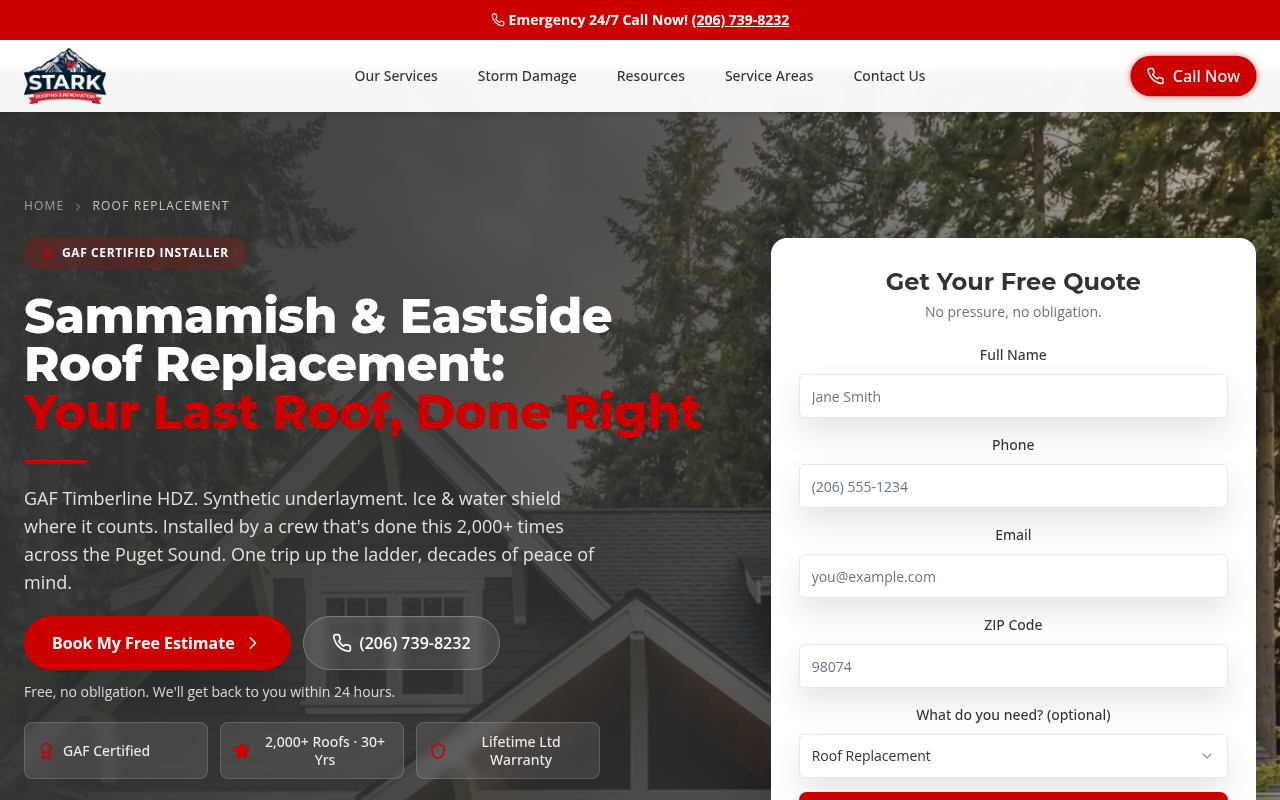 Emergency 24/7 Call Now! (206) 739-8232
STARK
ROOFING & RENOVATION
Our Services
Storm Damage
Resources
Service Areas
Contact Us
Call Now
HOME
ROOF REPLACEMENT
GAF CERTIFIED INSTALLER
Sammamish & Eastside
Roof Replacement:
Your Last Roof, Done Right
GAF Timberline HDZ. Synthetic underlayment. Ice & water shield
where it counts. Installed by a crew that's done this 2,000+ times
across the Puget Sound. One trip up the ladder, decades of peace of
mind.
Book My Free Estimate
(206) 739-8232
Free, no obligation. We'll get back to you within 24 hours.
GAF Certified
2,000+ Roofs · 30+
Yrs
Lifetime Ltd
Warranty
Get Your Free Quote
No pressure, no obligation.
Full Name
Jane Smith
Phone
(206) 555-1234
Email
you@example.com
ZIP Code
98074
What do you need? (optional)
Roof Replacement